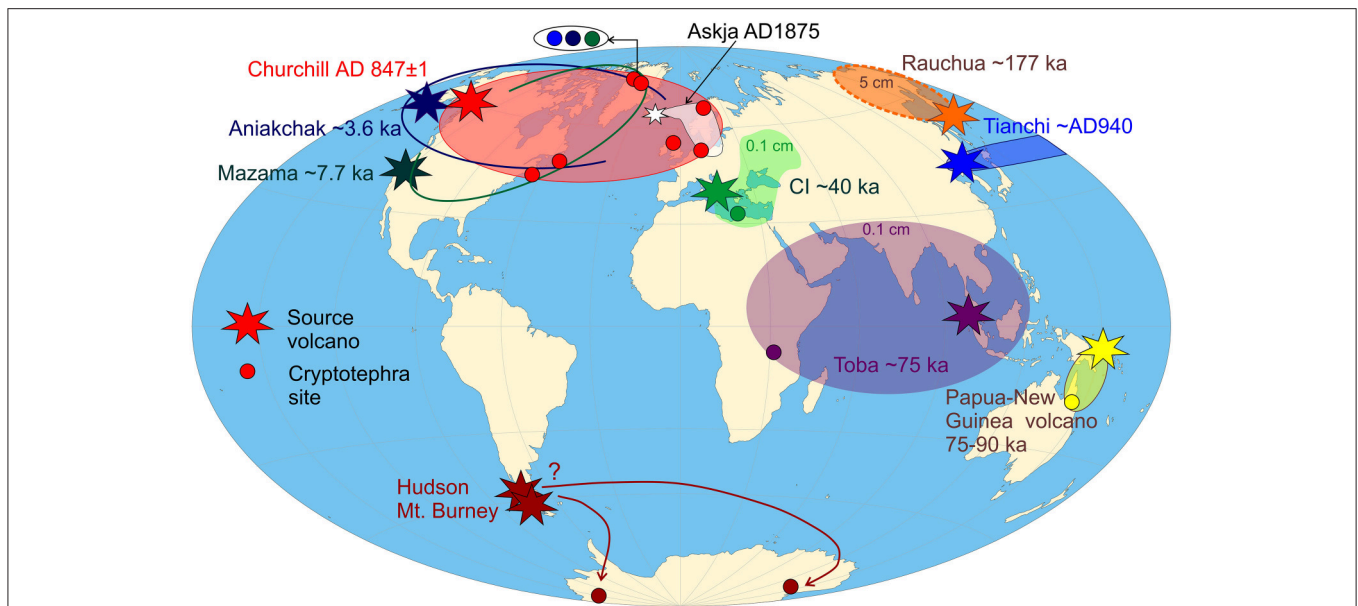 Askja AD1875
Churchill AD 847±1
Rauchua ~177 ka
5 cm
Aniakchak ~3.6 ka
Tianchi ~AD940
0.1 cm
Mazama ~7.7 ka
CI ~40 ka
0.1 cm
Source
volcano
Cryptotephra
site
Toba ~75 ka
Papua-New
Guinea volcano
75-90 ka
?
Hudson
Mt. Burney